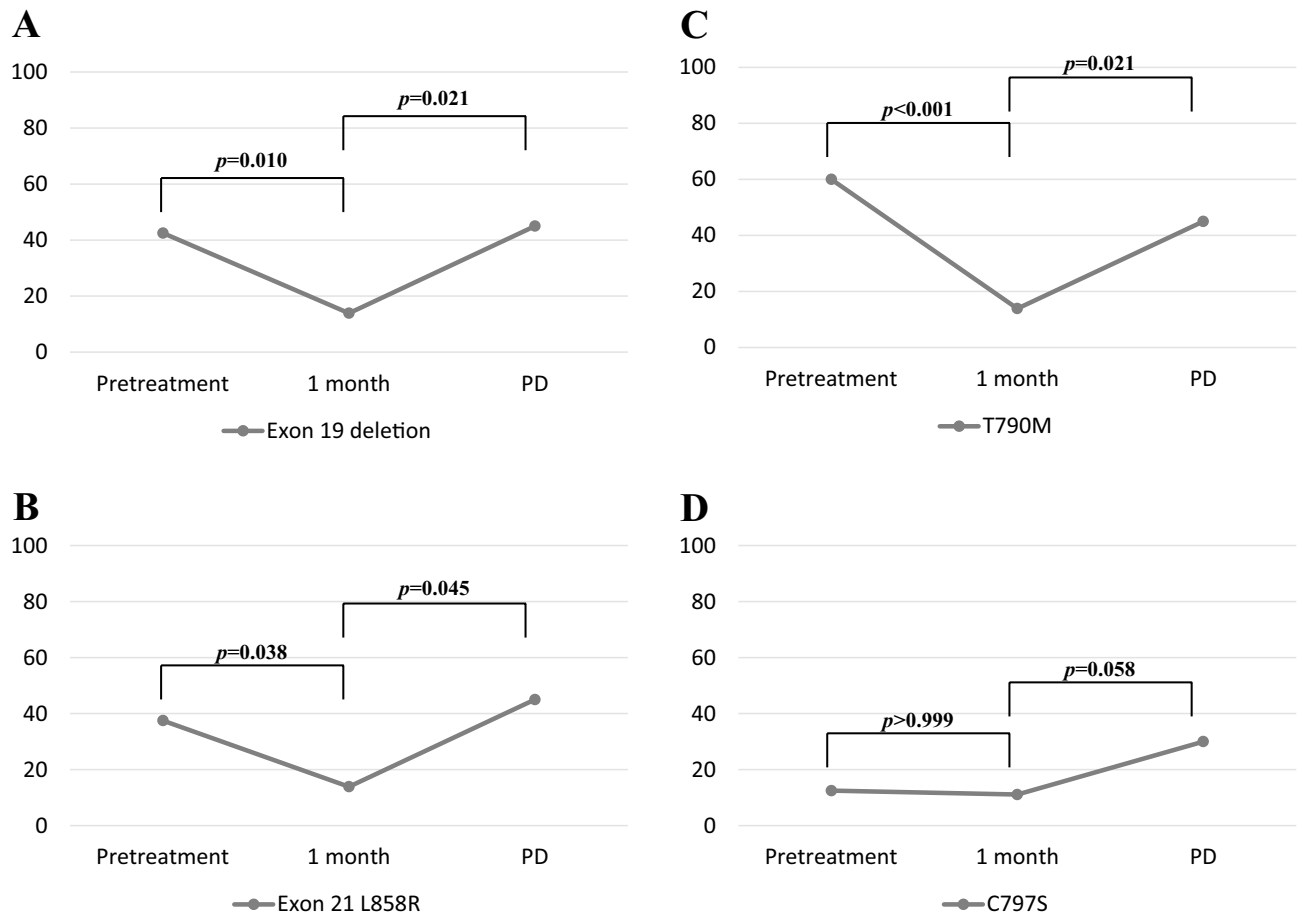 A
100
80
60
40
20
0
p=0.010
p=0.021
Pretreatment 1 month PD
Exon 19 deletion
B
100
80
60
40
20
0
p=0.038
p=0.045
Pretreatment 1 month PD
Exon 21 L858R
C
100
80
60
40
20
0
p<0.001
p=0.021
Pretreatment 1 month PD
T790M
D
100
80
60
40
20
0
p>0.999
p=0.058
Pretreatment 1 month PD
C797S